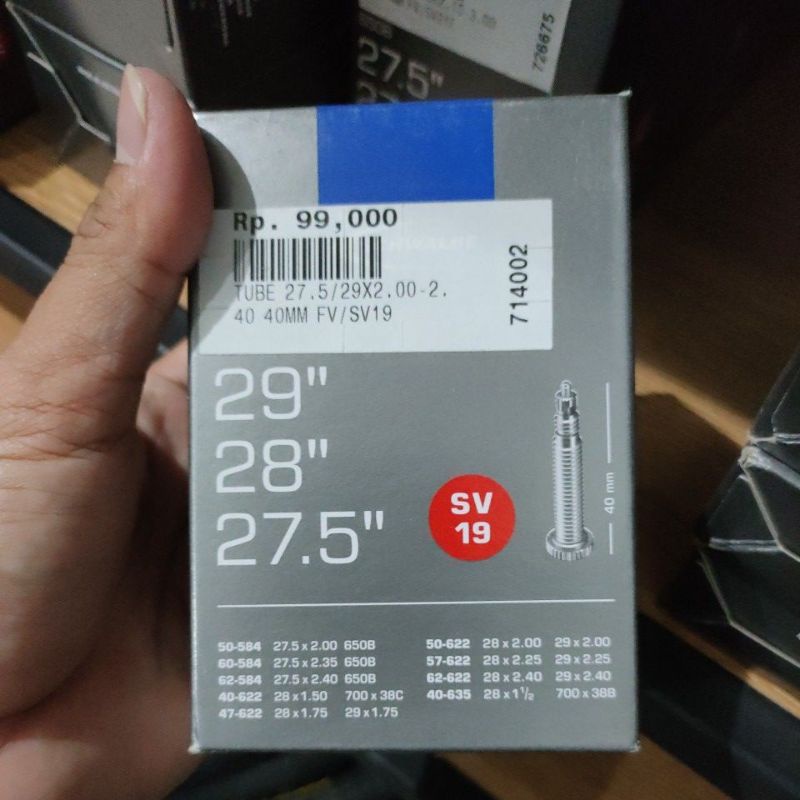 27.5"
726675
Rp. 99,000
TUBE 27.5/29X2.00-2.
40 40MM FV/SV19
714002
29"
28"
27.5"
SV
19
40 mm
50-584 27.5 x 2.00 650B
60-584 27.5 x 2.35 650B
62-584 27.5 x 2.40 650B
40-622 28 x 1.50 700 x 38C
47-622 28 x 1.75 29 x 1.75
50-622 28 x 2.00 29 x 2.00
57-622 28 x 2.25 29 x 2.25
62-622 28 x 2.40 29 x 2.40
40-635 28 x 1½ 700 x 38B